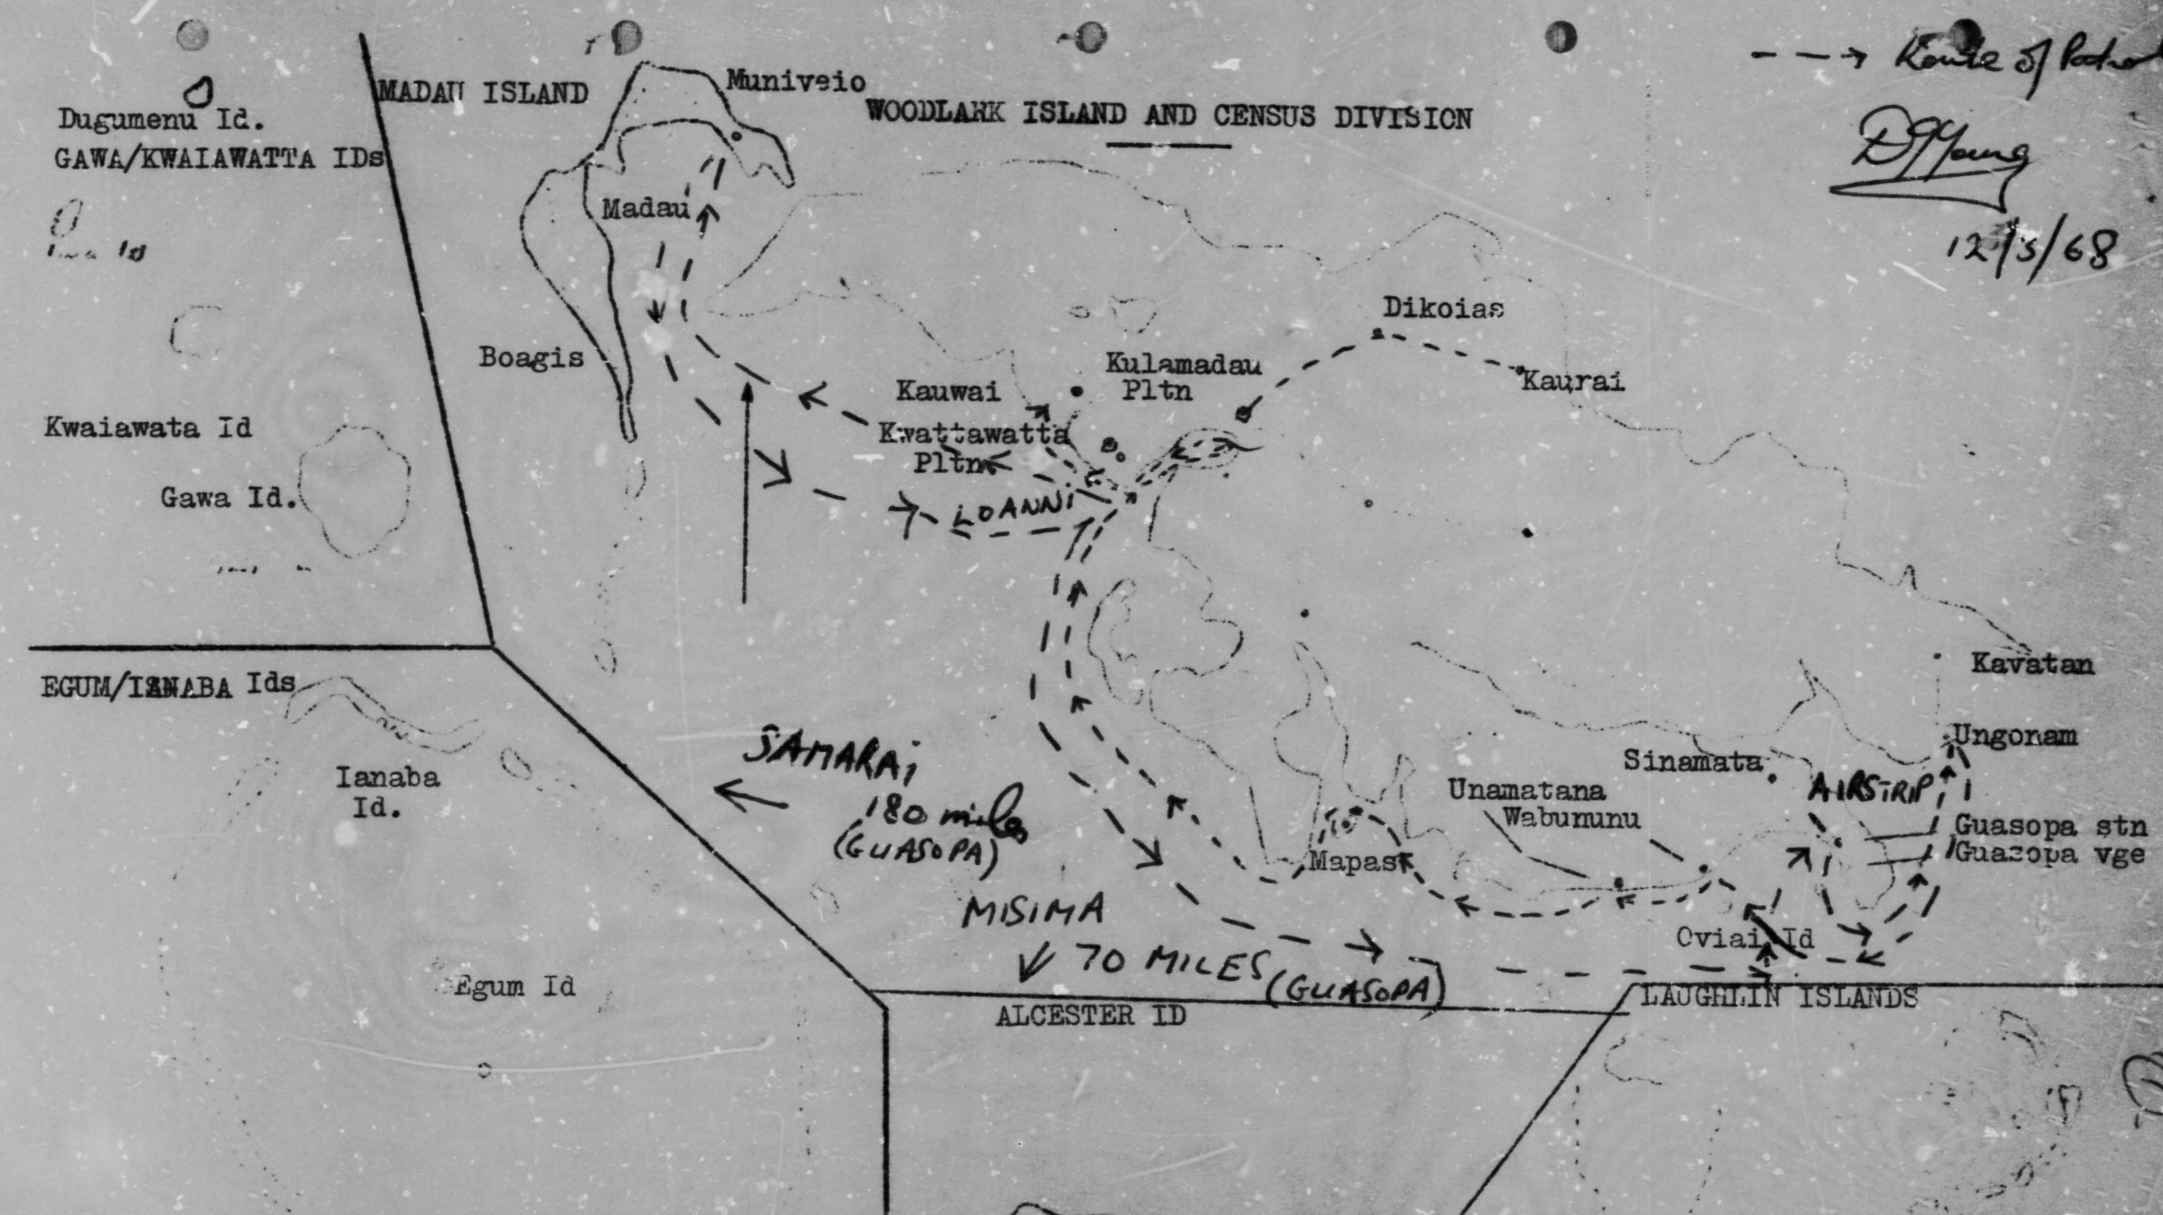 MADAU ISLAND
Muniveio
WOODLARK ISLAND AND CENSUS DIVISION
- - -> Route of Patrol
DGYoung
12/5/68
Dugumenu Id.
GAWA/KWAIAWATTA IDs
Id
Madau
Boagis
Dikoias
Kaurai
Kulamadau
Pltn
Kauwai
Kwattawatta
Pltn
LOANNI
Kwaiawata Id
Gawa Id.
EGUM/IANABA Ids
Ianaba
Id.
Egum Id
SAMARAI
180 miles
(GUASOPA)
MISIMA
70 MILES (GUASOPA)
ALCESTER ID
Kavatan
Ungonam
Sinamata
AIRSTRIP
Unamatana
Wabununu
Guasopa stn
Guasopa vge
Mapas
Oviai Id
LAUGHLIN ISLANDS